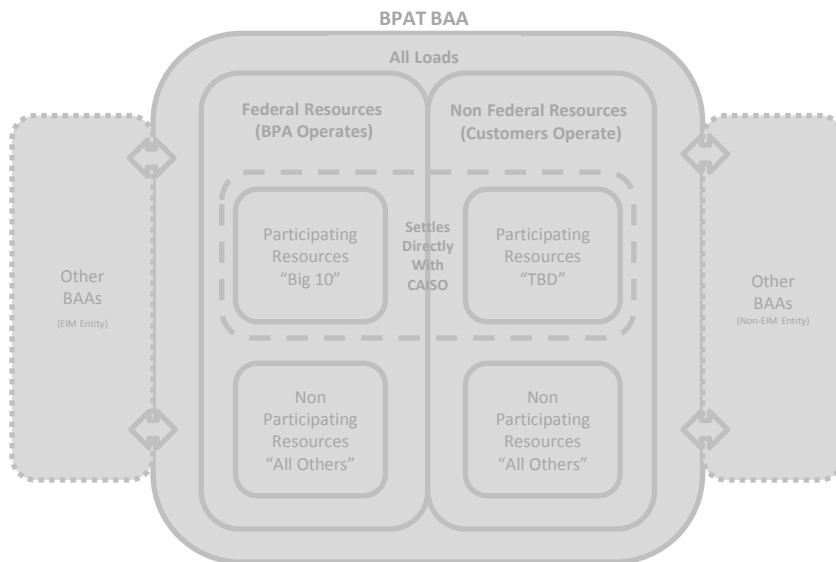 BPAT BAA
All Loads
Federal Resources
(BPA Operates)
Non Federal Resources
(Customers Operate)
Participating
Resources
“Big 10”
Settles
Directly
With
CAISO
Participating
Resources
“TBD”
Other
BAAs
(EIM Entity)
Other
BAAs
(Non-EIM Entity)
Non
Participating
Resources
“All Others”
Non
Participating
Resources
“All Others”